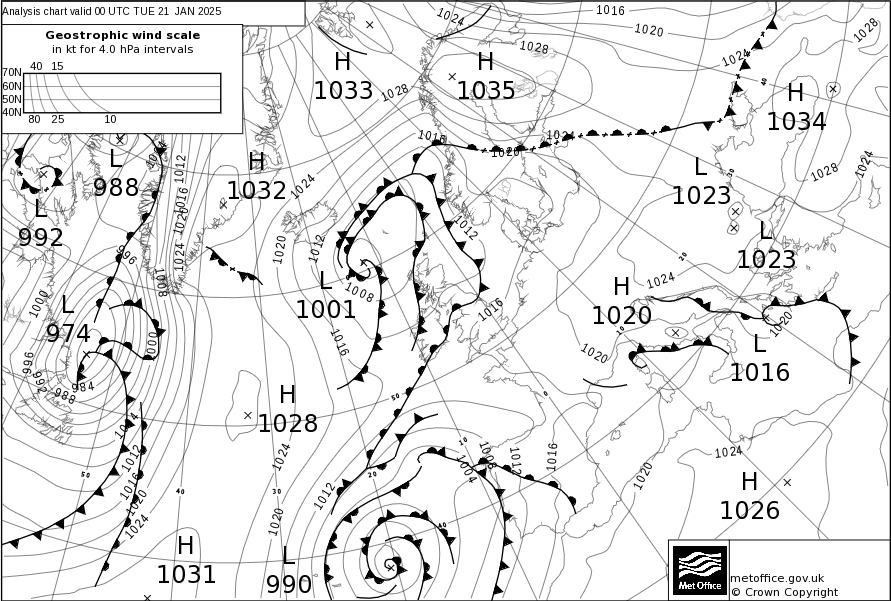 Analysis chart valid 00 UTC TUE 21 JAN 2025
Geostrophic wind scale
in kt for 4.0 hPa intervals
40 15
70N
60N
50N
40N
80 25 10
1024
1016
1020
1028
1028
1024
H
1033
H
1035
1028
40
H
1034
1016
1024
1020
L
988
1012
H
1032
1024
L
1023
30
1028
1024
L
992
1016
1020
1024
996
1020
1012
1012
L
1023
20
1008
1000
L
974
L
1001
1008
1024
H
1020
1016
1016
10
1020
1020
L
1016
1000
996
992
988
984
H
1028
50
0
1012
1016
1020
1024
50
40
30
1024
1020
1012
20
10
1004
1008
1012
1016
1020
1024
H
1026
40
H
1031
L
990
Met Office
metoffice.gov.uk
© Crown Copyright